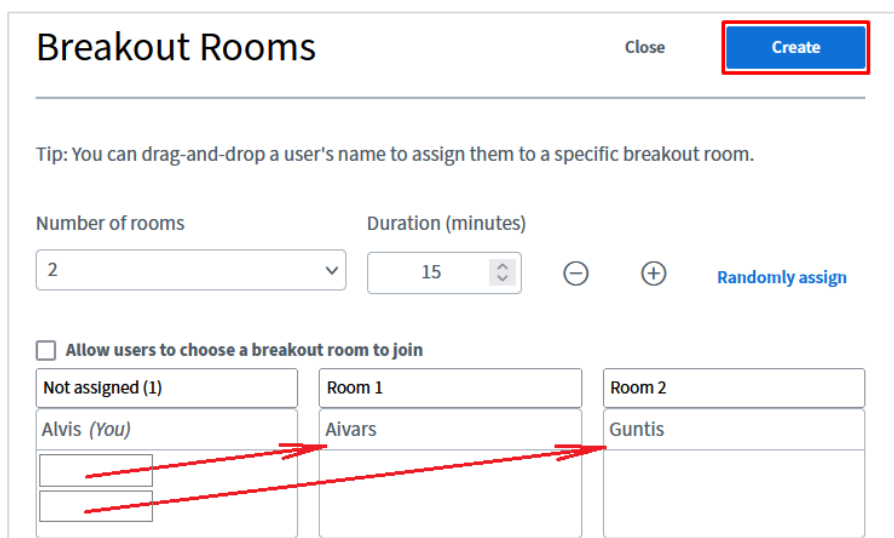 Breakout Rooms
Close
Create
Tip: You can drag-and-drop a user's name to assign them to a specific breakout room.
Number of rooms
Duration (minutes)
2
15
Randomly assign
Allow users to choose a breakout room to join
Not assigned (1)
Room 1
Room 2
Alvis (You)
Aivars
Guntis